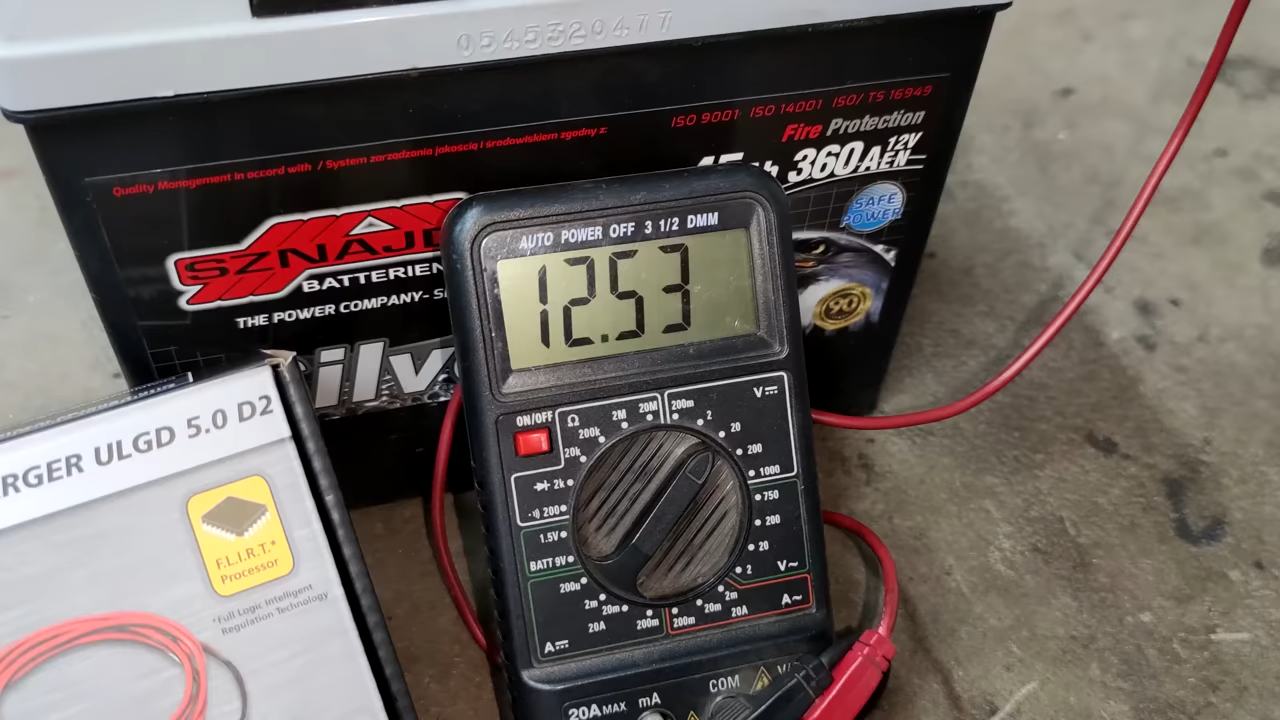 0545320477
ISO 9001 ISO 14001 ISO/ TS 16949
Quality Management in accord with / System zarządzania jakością i środowiskiem zgodny z:
Fire Protection
360A EN 12V
SAFE
POWER
SZNAJD
BATTERIEN
THE POWER COMPANY- S
90
AUTO POWER OFF 3 1/2 DMM
12.53
ON/OFF
Ω
200k
2M
20M
20k
2k
200
1.5V
BATT 9V
200m
2
20
200
1000
V
750
200
20
2
V~
200u
2m
20m
20A
200m
A
200m
20m
2m
20A
A~
20A MAX
mA
COM
RGER ULGD 5.0 D2
F.L.I.R.T.*
Processor
*Full Logic Intelligent
Regulation Technology